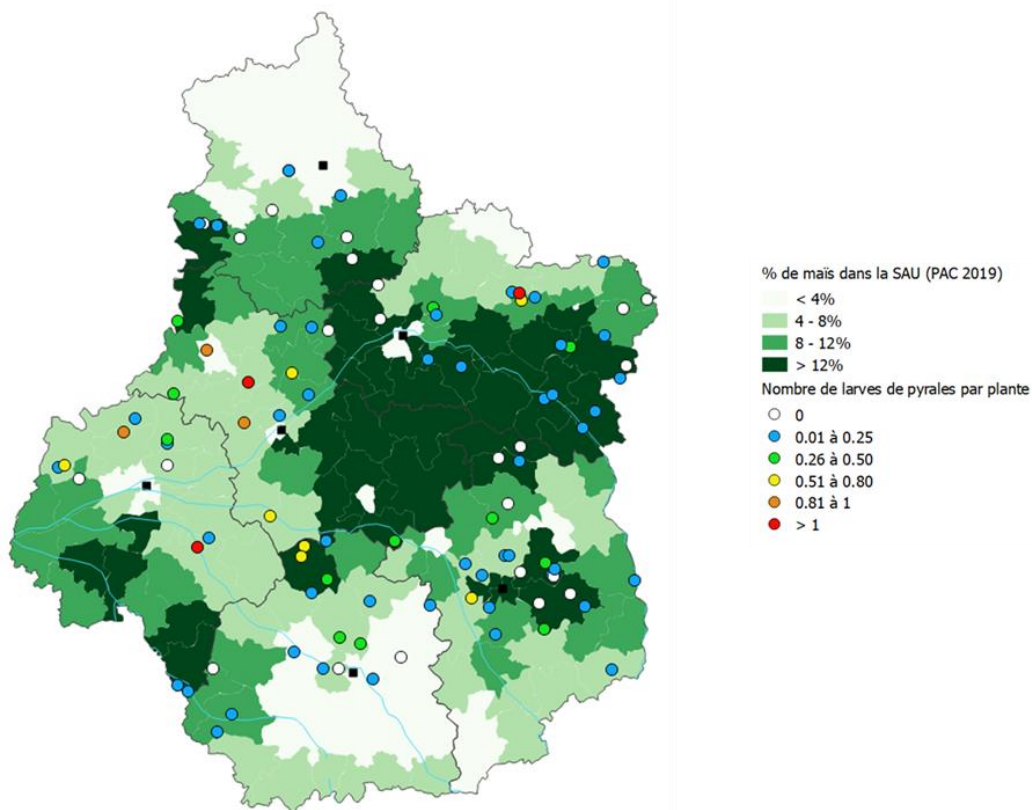 % de maïs dans la SAU (PAC 2019)
< 4%
4 - 8%
8 - 12%
> 12%
Nombre de larves de pyrales par plante
0
0.01 à 0.25
0.26 à 0.50
0.51 à 0.80
0.81 à 1
> 1